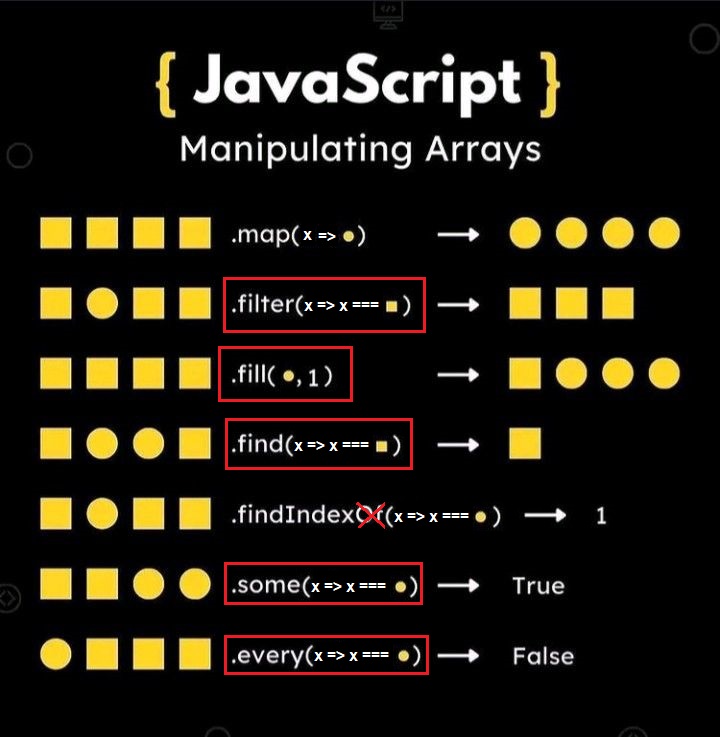 { JavaScript }
Manipulating Arrays
.map(x => ●) → 
.filter(x => x === ■) → 
.fill( ●, 1) → 
.find(x => x === ■) → 
.findIndexOf(x => x === ●) → 1
.some(x => x === ●) → True
.every(x => x === ●) → False